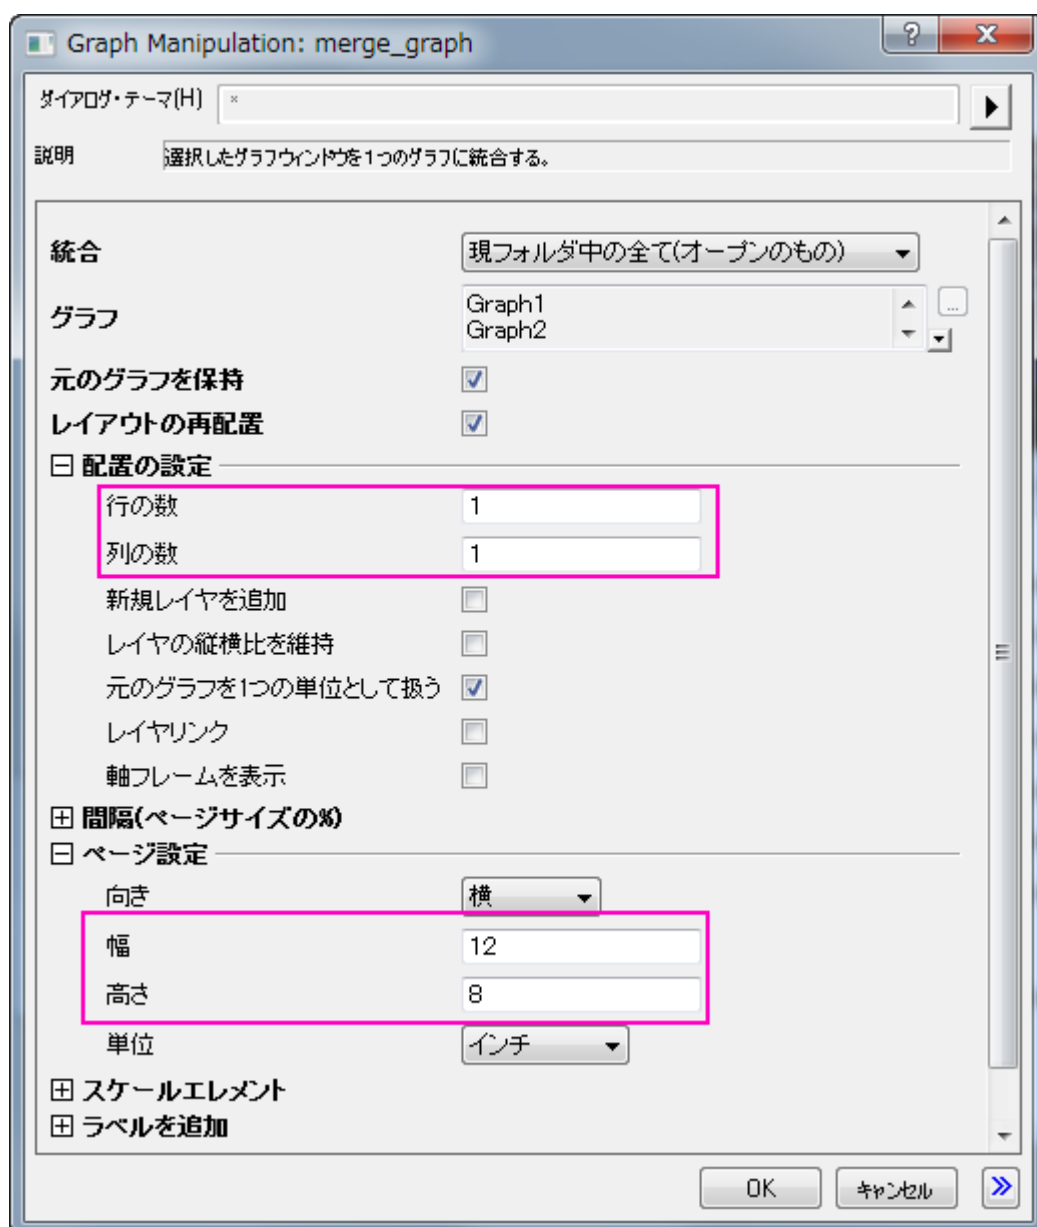 Graph Manipulation: merge_graph
ダイアログ・テーマ(H) *
説明 選択したグラフウィンドウを1つのグラフに統合する。
統合 現フォルダ中の全て(オープンのもの)
グラフ Graph1
Graph2
...
元のグラフを保持
レイアウトの再配置
配置の設定
行の数 1
列の数 1
新規レイヤを追加
レイヤの縦横比を維持
元のグラフを1つの単位として扱う
レイヤリンク
軸フレームを表示
間隔(ページサイズの%)
ページ設定
向き 横
幅 12
高さ 8
単位 インチ
スケールエレメント
ラベルを追加
OK キャンセル